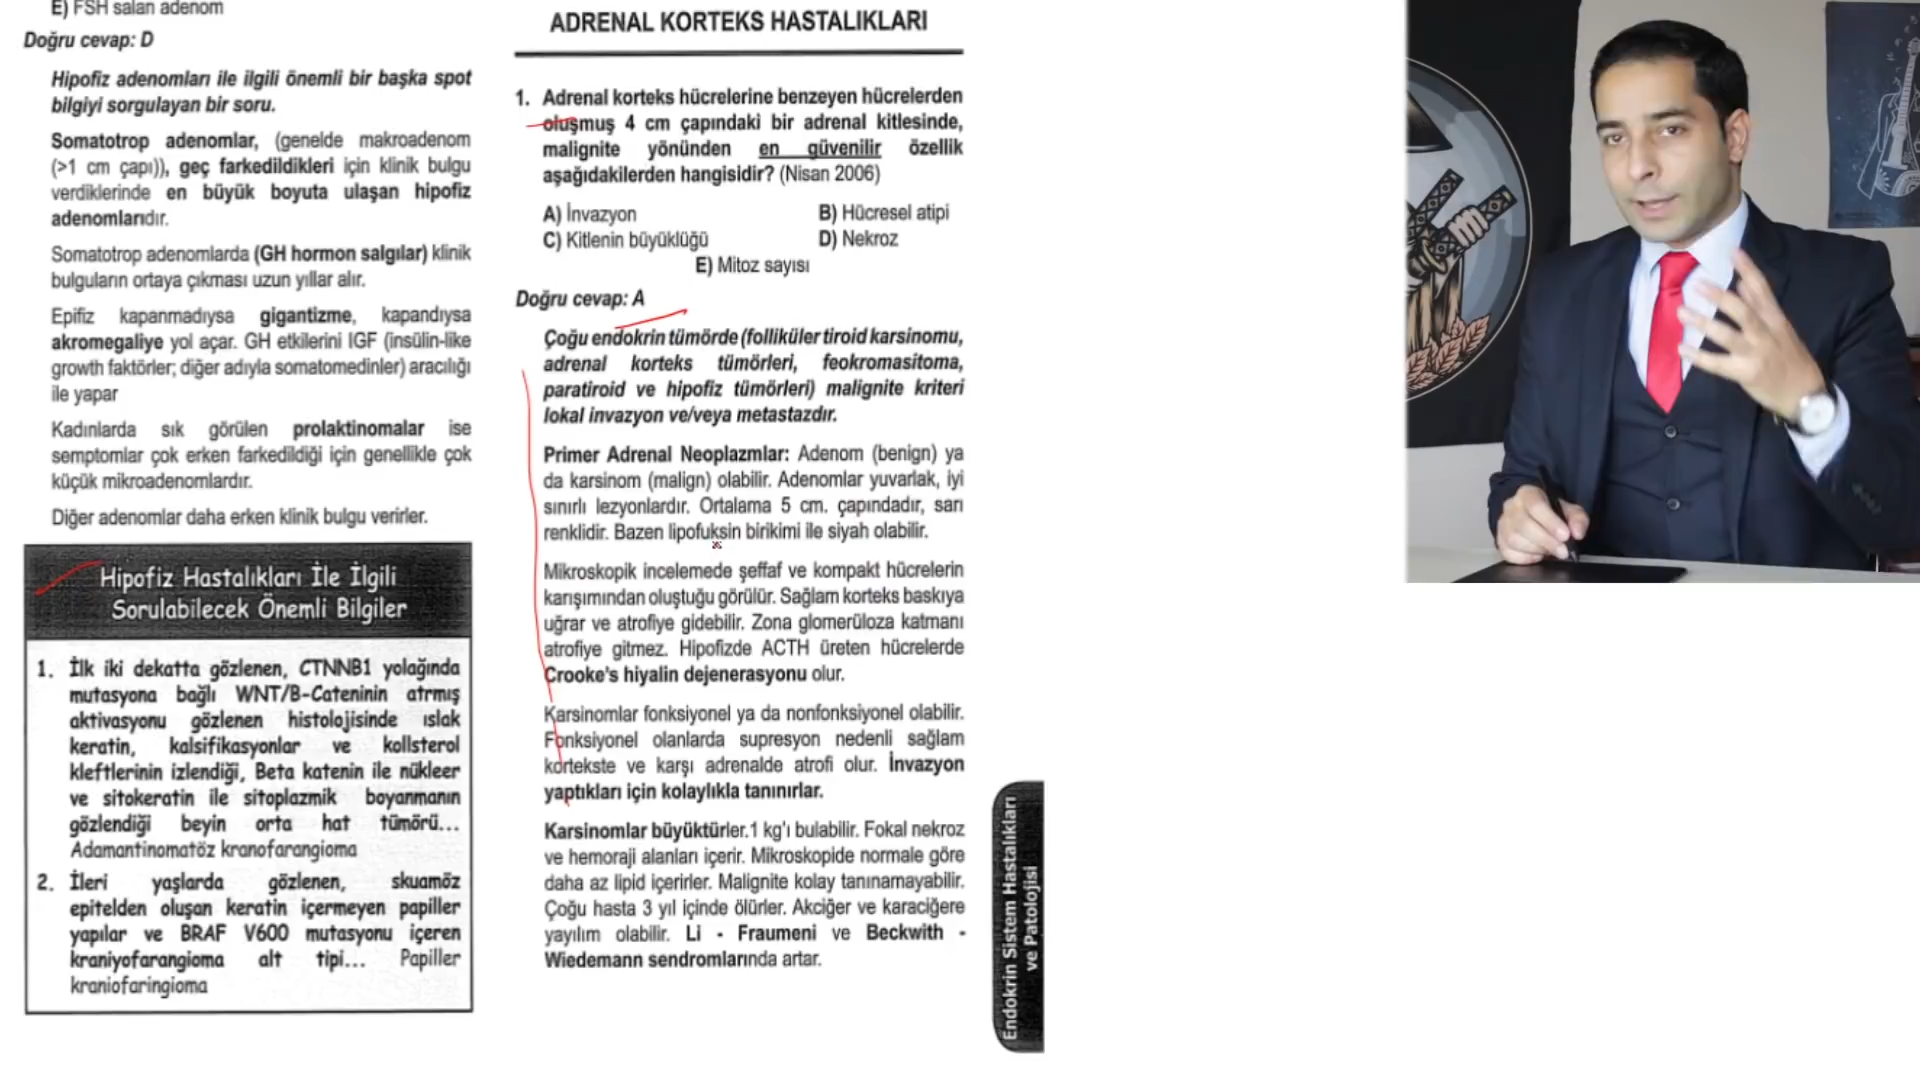 E) FSH salan adenom
Doğru cevap: D
Hipofiz adenomları ile ilgili önemli bir başka spot
bilgiyi sorgulayan bir soru.
Somatotrop adenomlar, (genelde makroadenom
(>1 cm çapı)), geç farkedildikleri için klinik bulgu
verdiklerinde en büyük boyuta ulaşan hipofiz
adenomlarıdır.
Somatotrop adenomlarda (GH hormon salgılar) klinik
bulguların ortaya çıkması uzun yıllar alır.
Epifiz kapanmadıysa gigantizme, kapandıysa
akromegaliye yol açar. GH etkilerini IGF (insülin-like
growth faktörler; diğer adıyla somatomedinler) aracılığı
ile yapar
Kadınlarda sık görülen prolaktinomalar ise
semptomlar çok erken farkedildiği için genellikle çok
küçük mikroadenomlardır.
Diğer adenomlar daha erken klinik bulgu verirler.
Hipofiz Hastalıkları İle İlgili
Sorulabilecek Önemli Bilgiler
1. İlk iki dekatta gözlenen, CTNNB1 yolağında
mutasyona bağlı WNT/B-Cateninin atrmış
aktivasyonu gözlenen histolojisinde ıslak
keratin, kalsifikasyonlar ve kollsterol
kleftlerinin izlendiği, Beta katenin ile nükleer
ve sitokeratin ile sitoplazmik boyanmanın
gözlendiği beyin orta hat tümörü...
Adamantinomatöz kranofarangioma
2. İleri yaşlarda gözlenen, skuamöz
epitelden oluşan keratin içermeyen papiller
yapılar ve BRAF V600 mutasyonu içeren
kraniyofarangioma alt tipi... Papiller
kraniofaringioma
ADRENAL KORTEKS HASTALIKLARI
1. Adrenal korteks hücrelerine benzeyen hücrelerden
oluşmuş 4 cm çapındaki bir adrenal kitlesinde,
malignite yönünden en güvenilir özellik
aşağıdakilerden hangisidir? (Nisan 2006)
A) İnvazyon B) Hücresel atipi
C) Kitlenin büyüklüğü D) Nekroz
E) Mitoz sayısı
Doğru cevap: A
Çoğu endokrin tümörde (folliküler tiroid karsinomu,
adrenal korteks tümörleri, feokromasitoma,
paratiroid ve hipofiz tümörleri) malignite kriteri
lokal invazyon ve/veya metastazdır.
Primer Adrenal Neoplazmlar: Adenom (benign) ya
da karsinom (malign) olabilir. Adenomlar yuvarlak, iyi
sınırlı lezyonlardır. Ortalama 5 cm. çapındadır, sarı
renklidir. Bazen lipofuksin birikimi ile siyah olabilir.
Mikroskopik incelemede şeffaf ve kompakt hücrelerin
karışımından oluştuğu görülür. Sağlam korteks baskıya
uğrar ve atrofiye gidebilir. Zona glomerüloza katmanı
atrofiye gitmez. Hipofizde ACTH üreten hücrelerde
Crooke's hiyalin dejenerasyonu olur.
Karsinomlar fonksiyonel ya da nonfonksiyonel olabilir.
Fonksiyonel olanlarda supresyon nedenli sağlam
kortekste ve karşı adrenalde atrofi olur. İnvazyon
yaptıkları için kolaylıkla tanınırlar.
Karsinomlar büyüktürler.1 kg'ı bulabilir. Fokal nekroz
ve hemoraji alanları içerir. Mikroskopide normale göre
daha az lipid içerirler. Malignite kolay tanınamayabilir.
Çoğu hasta 3 yıl içinde ölürler. Akciğer ve karaciğere
yayılım olabilir. Li - Fraumeni ve Beckwith -
Wiedemann sendromlarında artar.
Endokrin Sistem Hastalıkları
ve Patolojisi